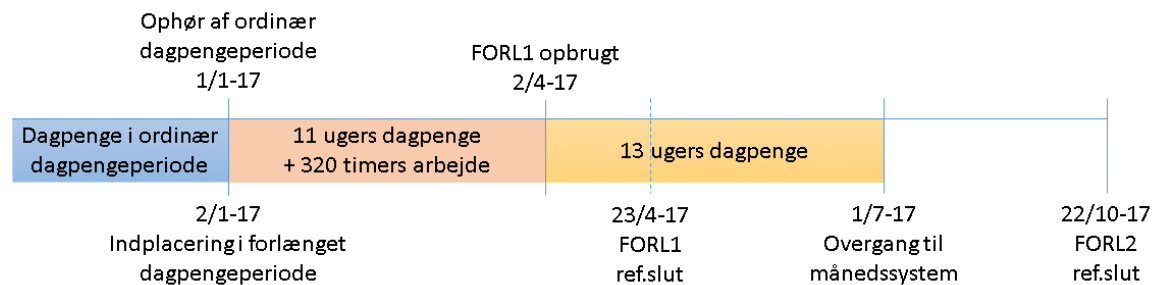 Ophør af ordinær
dagpengeperiode
1/1-17
FORL1 opbrugt
2/4-17
Dagpenge i ordinær
dagpengeperiode
11 ugers dagpenge
+ 320 timers arbejde
13 ugers dagpenge
2/1-17
Indplacering i forlænget
dagpengeperiode
23/4-17
FORL1
ref.slut
1/7-17
Overgang til
månedssystem
22/10-17
FORL2
ref.slut